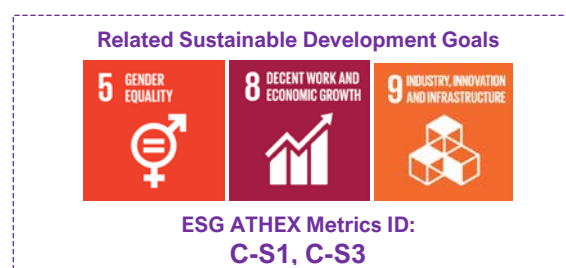 Related Sustainable Development Goals
5 GENDER EQUALITY
8 DECENT WORK AND ECONOMIC GROWTH
9 INDUSTRY, INNOVATION AND INFRASTRUCTURE
ESG ATHEX Metrics ID:
C-S1, C-S3